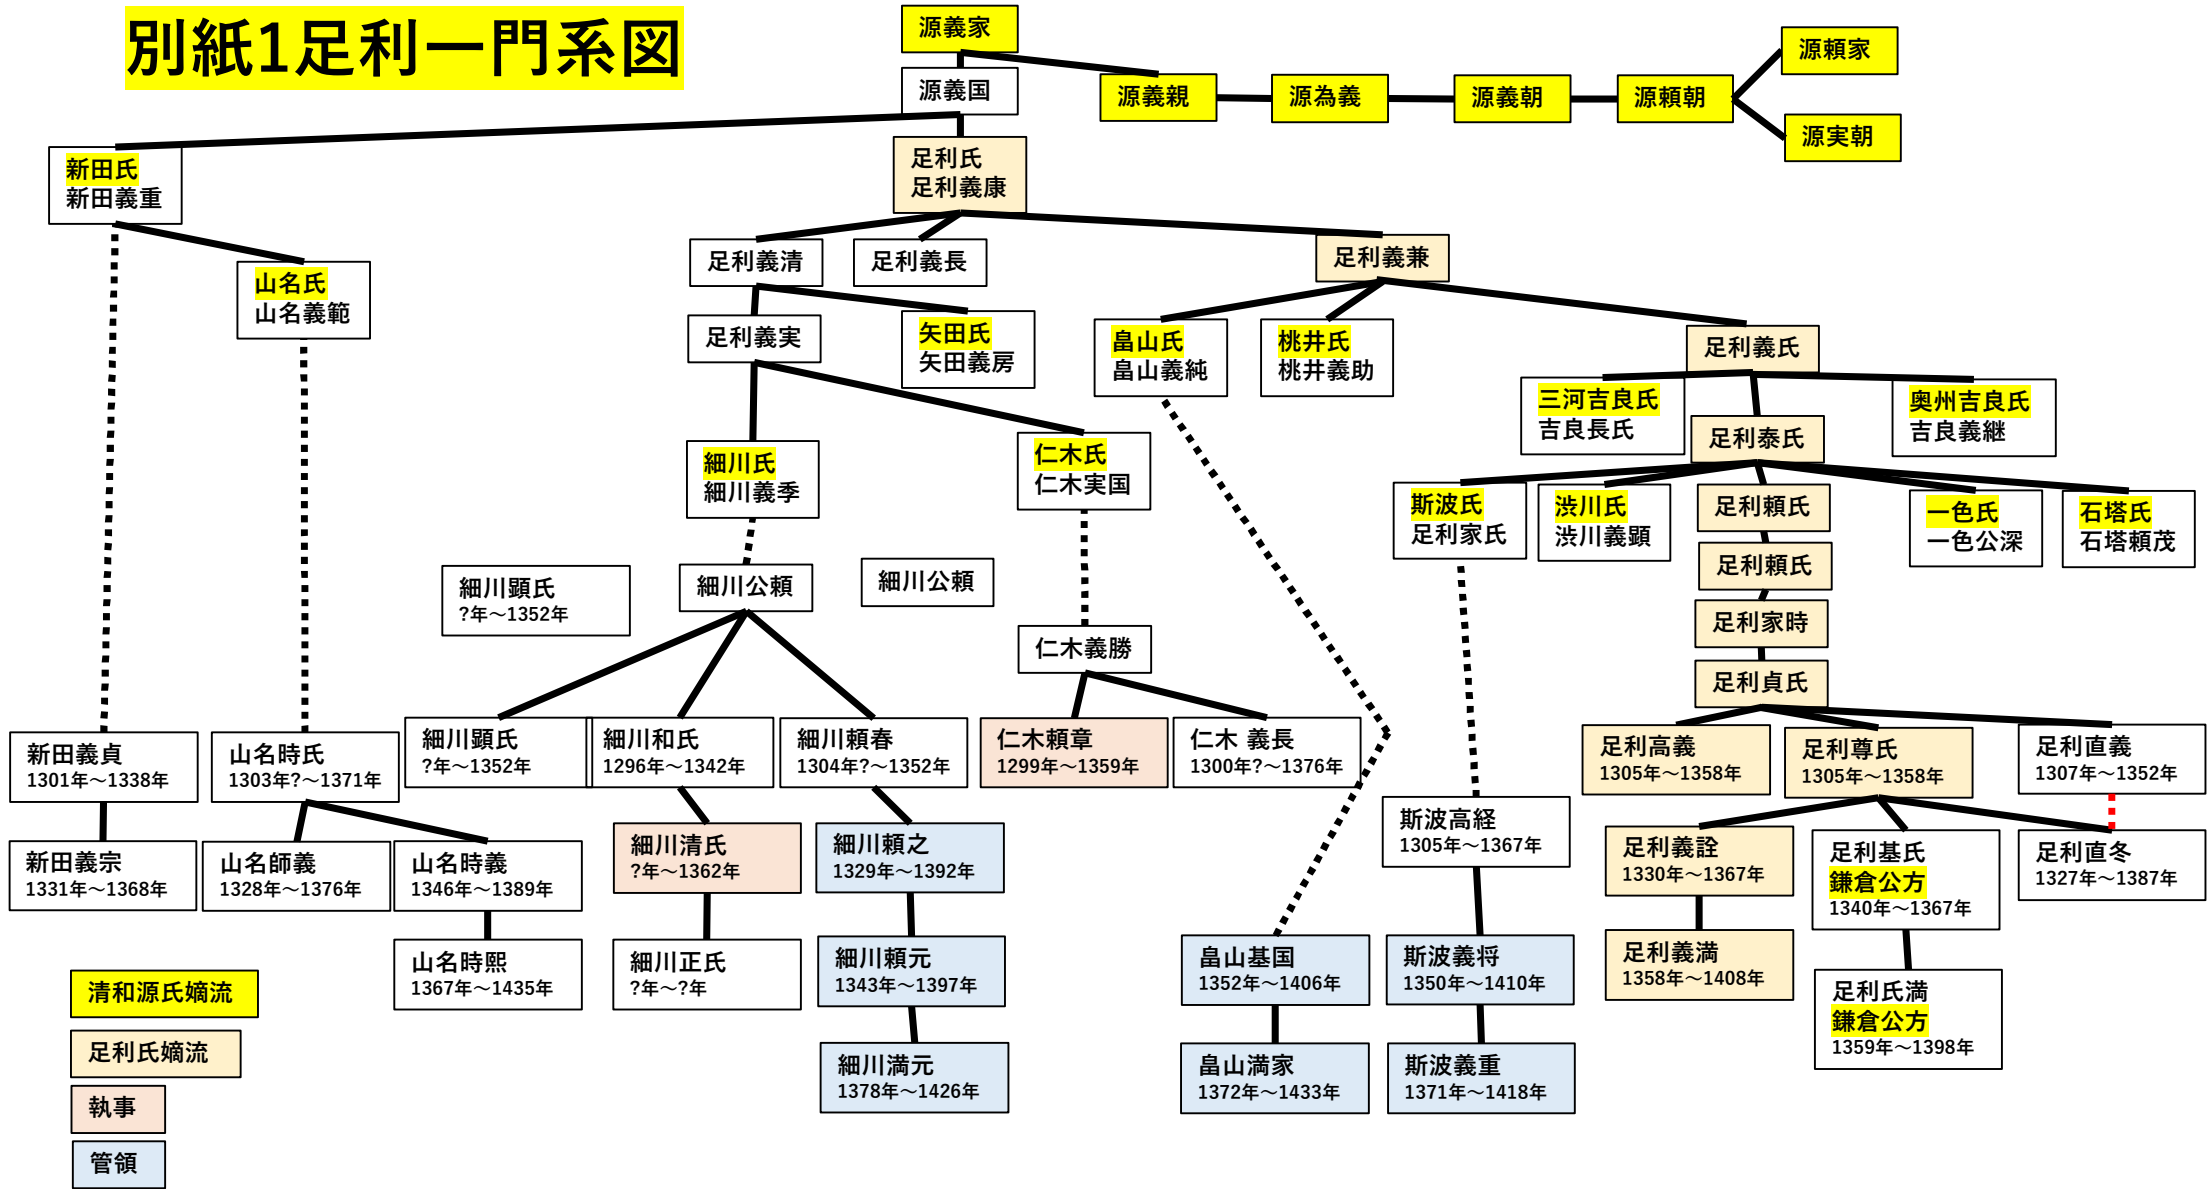 別紙1足利一門系図
源義家
源義国
源義親
源為義
源義朝
源頼朝
源頼家
源実朝
新田氏
新田義重
足利氏
足利義康
山名氏
山名義範
足利義清
足利義長
足利義兼
足利義実
矢田氏
矢田義房
畠山氏
畠山義純
桃井氏
桃井義助
足利義氏
三河吉良氏
吉良長氏
足利泰氏
奥州吉良氏
吉良義継
細川氏
細川義季
仁木氏
仁木実国
斯波氏
足利家氏
渋川氏
渋川義顕
足利頼氏
一色氏
一色公深
石塔氏
石塔頼茂
細川顕氏
?年～1352年
細川公頼
細川公頼
足利頼氏
足利家時
仁木義勝
足利貞氏
新田義貞
1301年～1338年
山名時氏
1303年?～1371年
細川顕氏
?年～1352年
細川和氏
1296年～1342年
細川頼春
1304年?～1352年
仁木頼章
1299年～1359年
仁木 義長
1300年?～1376年
足利高義
1305年～1358年
足利尊氏
1305年～1358年
足利直義
1307年～1352年
新田義宗
1331年～1368年
山名師義
1328年～1376年
山名時義
1346年～1389年
細川清氏
?年～1362年
細川頼之
1329年～1392年
斯波高経
1305年～1367年
足利義詮
1330年～1367年
足利基氏
鎌倉公方
1340年～1367年
足利直冬
1327年～1387年
山名時熙
1367年～1435年
細川正氏
?年～?年
細川頼元
1343年～1397年
畠山基国
1352年～1406年
斯波義将
1350年～1410年
足利義満
1358年～1408年
足利氏満
鎌倉公方
1359年～1398年
細川満元
1378年～1426年
畠山満家
1372年～1433年
斯波義重
1371年～1418年
清和源氏嫡流
足利氏嫡流
執事
管領